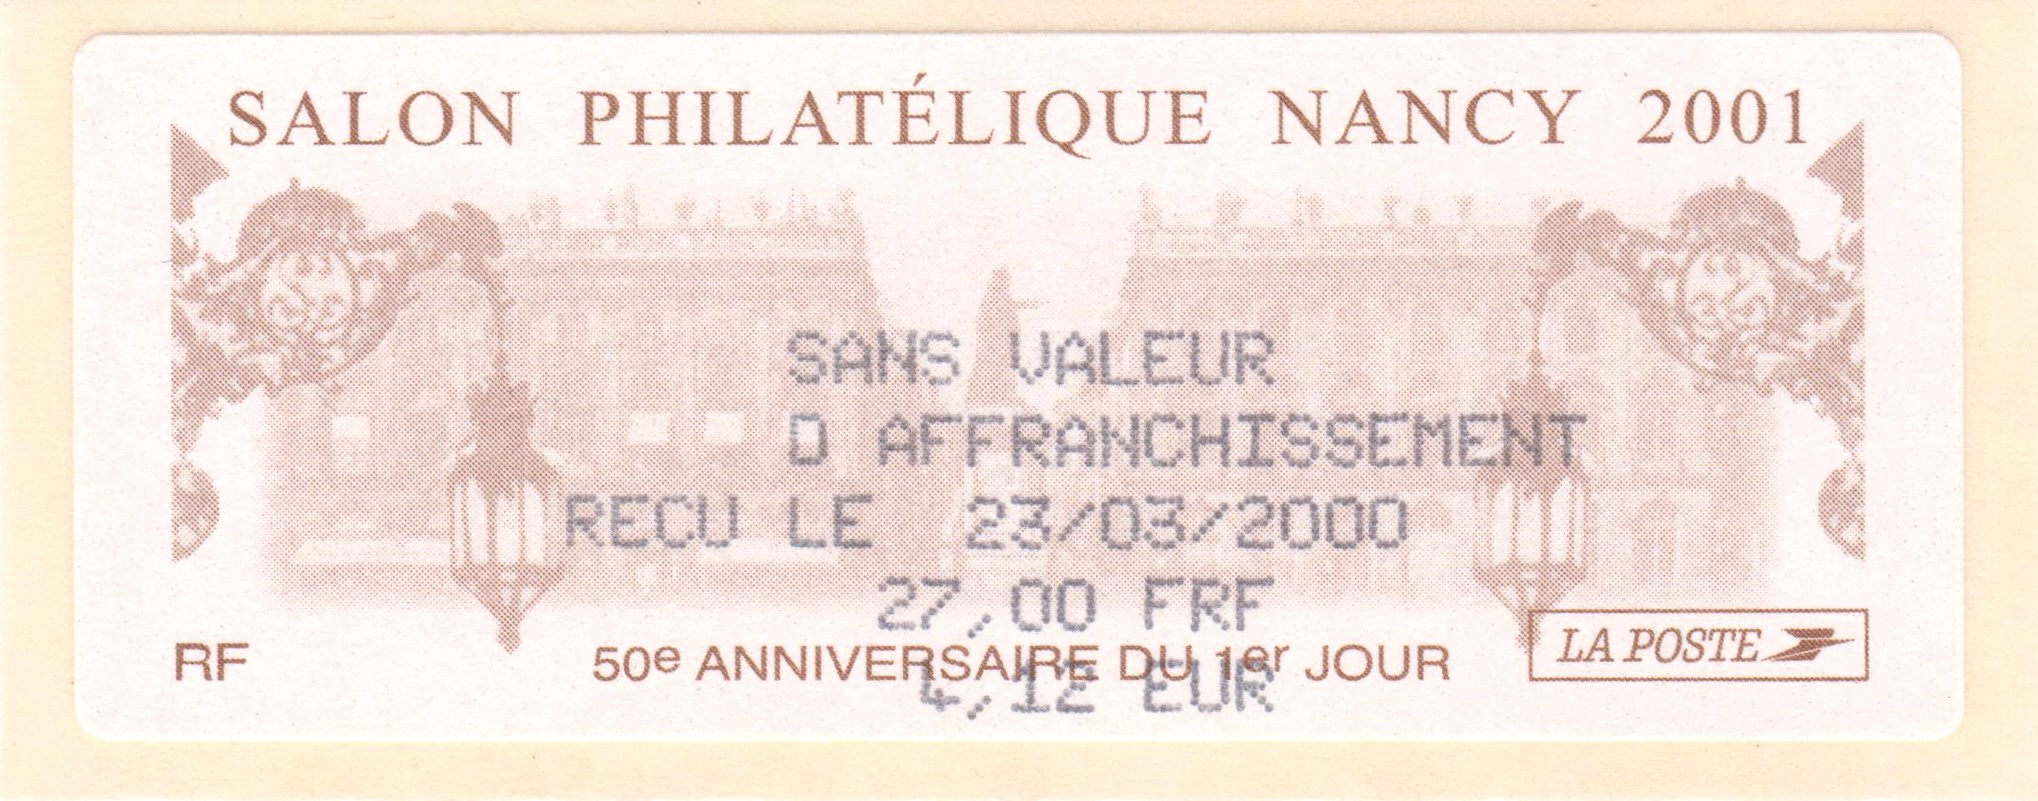 SALON PHILATÉLIQUE NANCY 2001
SANS VALEUR
D AFFRANCHISSEMENT
RECU LE 23/03/2000
27,00 FRF
RF
50e ANNIVERSAIRE DU 1er JOUR
LA POSTE
4,12 EUR